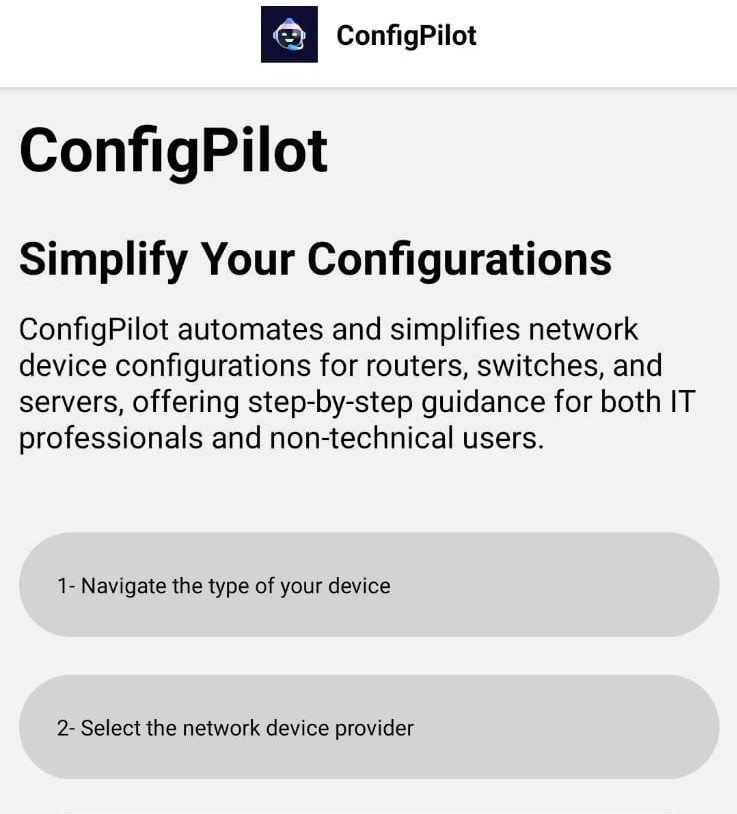 ConfigPilot
ConfigPilot
Simplify Your Configurations
ConfigPilot automates and simplifies network
device configurations for routers, switches, and
servers, offering step-by-step guidance for both IT
professionals and non-technical users.
1- Navigate the type of your device
2- Select the network device provider